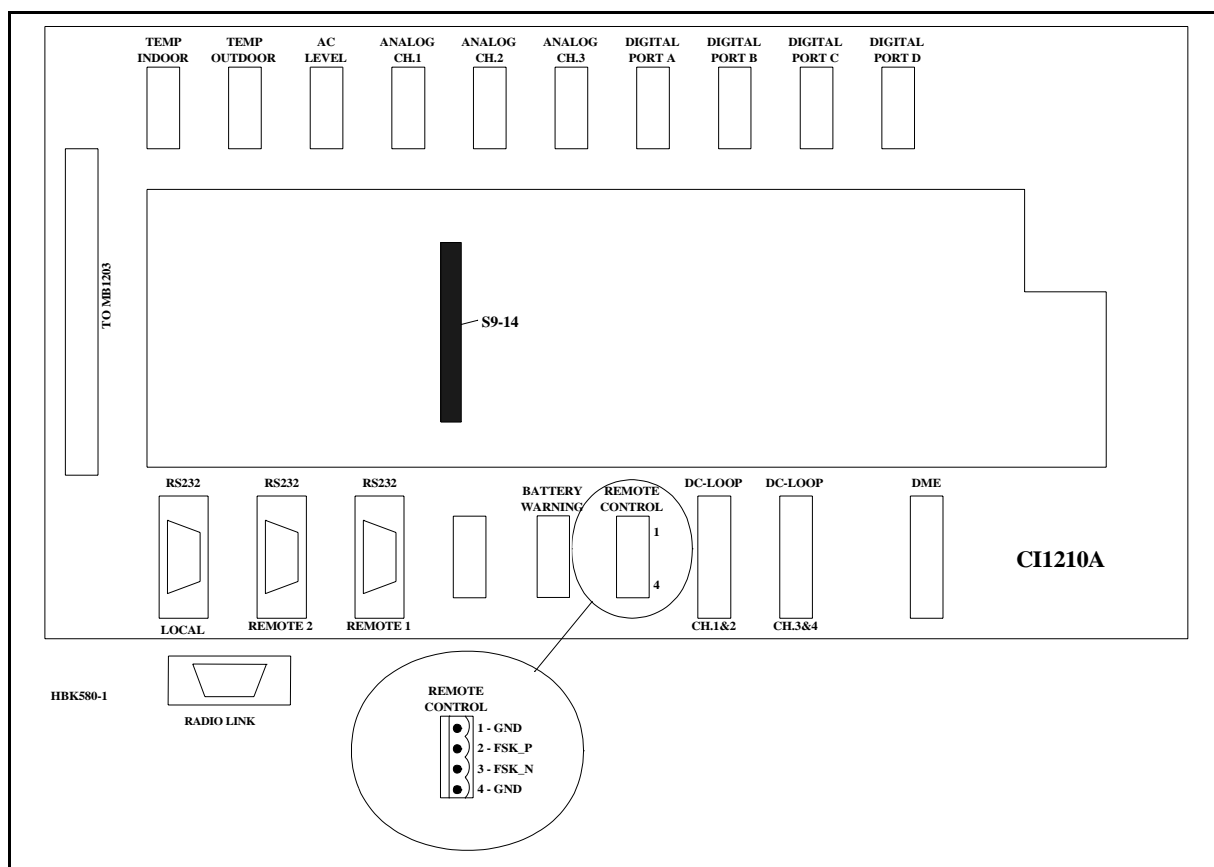 TEMP INDOOR
TEMP OUTDOOR
AC LEVEL
ANALOG CH.1
ANALOG CH.2
ANALOG CH.3
DIGITAL PORT A
DIGITAL PORT B
DIGITAL PORT C
DIGITAL PORT D
TO MB1203
S9-14
RS232
RS232
RS232
BATTERY WARNING
REMOTE CONTROL
DC-LOOP
DC-LOOP
DME
1
4
CI1210A
LOCAL
REMOTE 2
REMOTE 1
CH.1&2
CH.3&4
HBK580-1
RADIO LINK
REMOTE
CONTROL
1 - GND
2 - FSK_P
3 - FSK_N
4 - GND